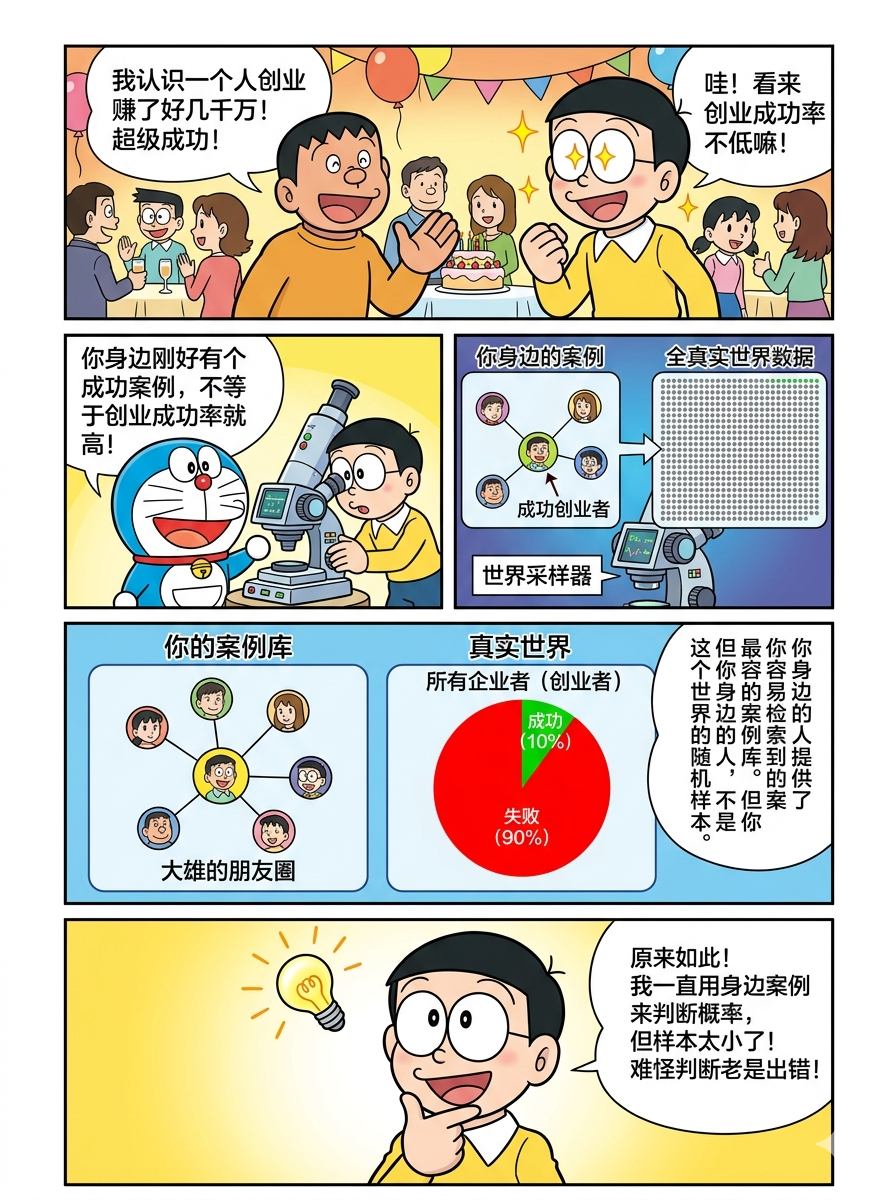 我认识一个人创业
赚了好几千万！
超级成功！
哇！看来
创业成功率
不低嘛！
你身边刚好有个
成功案例，不等
于创业成功率就
高！
你身边的案例
全真实世界数据
成功创业者
世界采样器
你的案例库
大雄的朋友圈
真实世界
所有企业者（创业者）
成功
(10%)
失败
(90%)
你身边的人提供了
你容易检索到的案
最容的案例库。但你
但你身边的人，不是
这个世界的随机样本。
原来如此！
我一直用身边案例
来判断概率，
但样本太小了！
难怪判断老是出错！